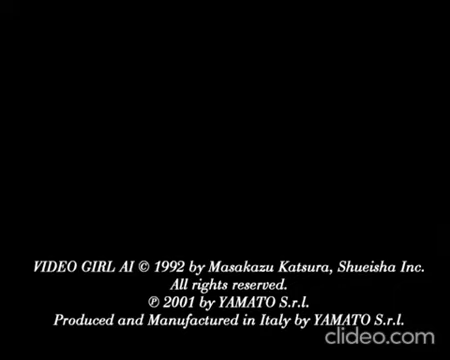 VIDEO GIRL AI © 1992 by Masakazu Katsura, Shueisha Inc.
All rights reserved.
℗ 2001 by YAMATO S.r.l.
Produced and Manufactured in Italy by YAMATO S.r.l.
clideo.com